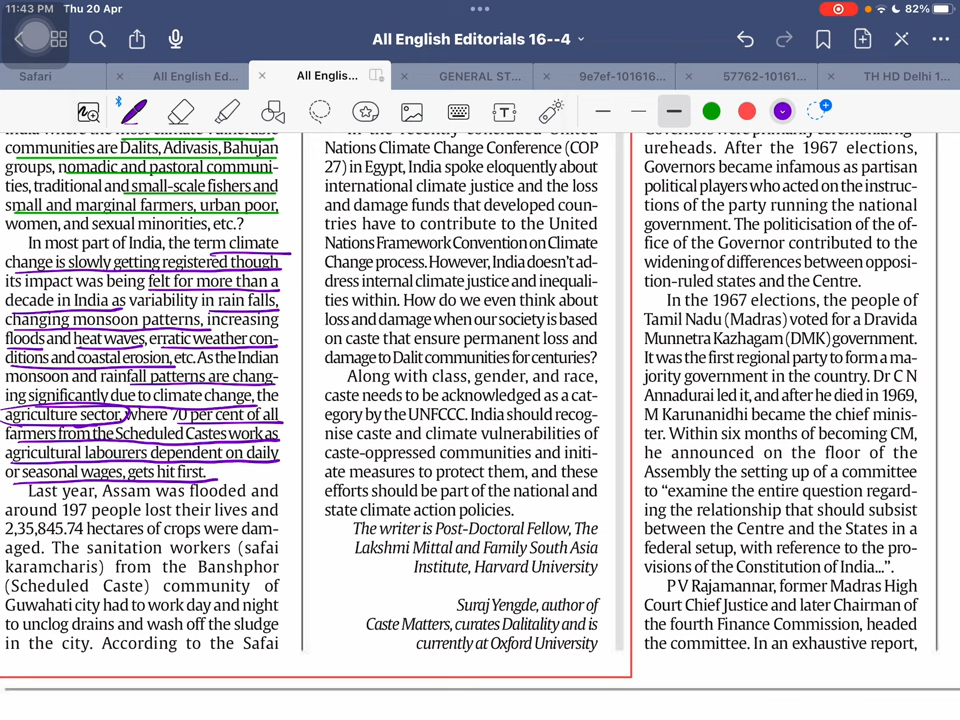 11:43 PM Thu 20 Apr
82%
All English Editorials 16--4
Safari
All English Ed...
All Englis...
GENERAL ST...
9e7ef-101616...
57762-10161...
TH HD Delhi 1...
communities are Dalits, Adivasis, Bahujan
groups, nomadic and pastoral communi-
ties, traditional and small-scale fishers and
small and marginal farmers, urban poor,
women, and sexual minorities, etc.?
In most part of India, the term climate
change is slowly getting registered though
its impact was being felt for more than a
decade in India as variability in rain falls,
changing monsoon patterns, increasing
floods and heat waves, erratic weather con-
ditions and coastal erosion, etc. As the Indian
monsoon and rainfall patterns are chang-
ing significantly due to climate change, the
agriculture sector, where 70 per cent of all
farmers from the Scheduled Castes work as
agricultural labourers dependent on daily
or seasonal wages, gets hit first.
Last year, Assam was flooded and
around 197 people lost their lives and
2,35,845.74 hectares of crops were dam-
aged. The sanitation workers (safai
karamcharis) from the Banshphor
(Scheduled Caste) community of
Guwahati city had to work day and night
to unclog drains and wash off the sludge
in the city. According to the Safai
In the recently concluded United
Nations Climate Change Conference (COP
27) in Egypt, India spoke eloquently about
international climate justice and the loss
and damage funds that developed coun-
tries have to contribute to the United
Nations Framework Convention on Climate
Change process. However, India doesn't ad-
dress internal climate justice and inequali-
ties within. How do we even think about
loss and damage when our society is based
on caste that ensure permanent loss and
damage to Dalit communities for centuries?
Along with class, gender, and race,
caste needs to be acknowledged as a cat-
egory by the UNFCCC. India should recog-
nise caste and climate vulnerabilities of
caste-oppressed communities and initi-
ate measures to protect them, and these
efforts should be part of the national and
state climate action policies.
The writer is Post-Doctoral Fellow, The
Lakshmi Mittal and Family South Asia
Institute, Harvard University
Suraj Yengde, author of
Caste Matters, curates Dalitality and is
currently at Oxford University
ureheads. After the 1967 elections,
Governors became infamous as partisan
political players who acted on the instruc-
tions of the party running the national
government. The politicisation of the of-
fice of the Governor contributed to the
widening of differences between opposi-
tion-ruled states and the Centre.
In the 1967 elections, the people of
Tamil Nadu (Madras) voted for a Dravida
Munnetra Kazhagam (DMK) government.
It was the first regional party to form a ma-
jority government in the country. Dr C N
Annadurai led it, and after he died in 1969,
M Karunanidhi became the chief minis-
ter. Within six months of becoming CM,
he announced on the floor of the
Assembly the setting up of a committee
to “examine the entire question regard-
ing the relationship that should subsist
between the Centre and the States in a
federal setup, with reference to the pro-
visions of the Constitution of India...”.
P V Rajamannar, former Madras High
Court Chief Justice and later Chairman of
the fourth Finance Commission, headed
the committee. In an exhaustive report,